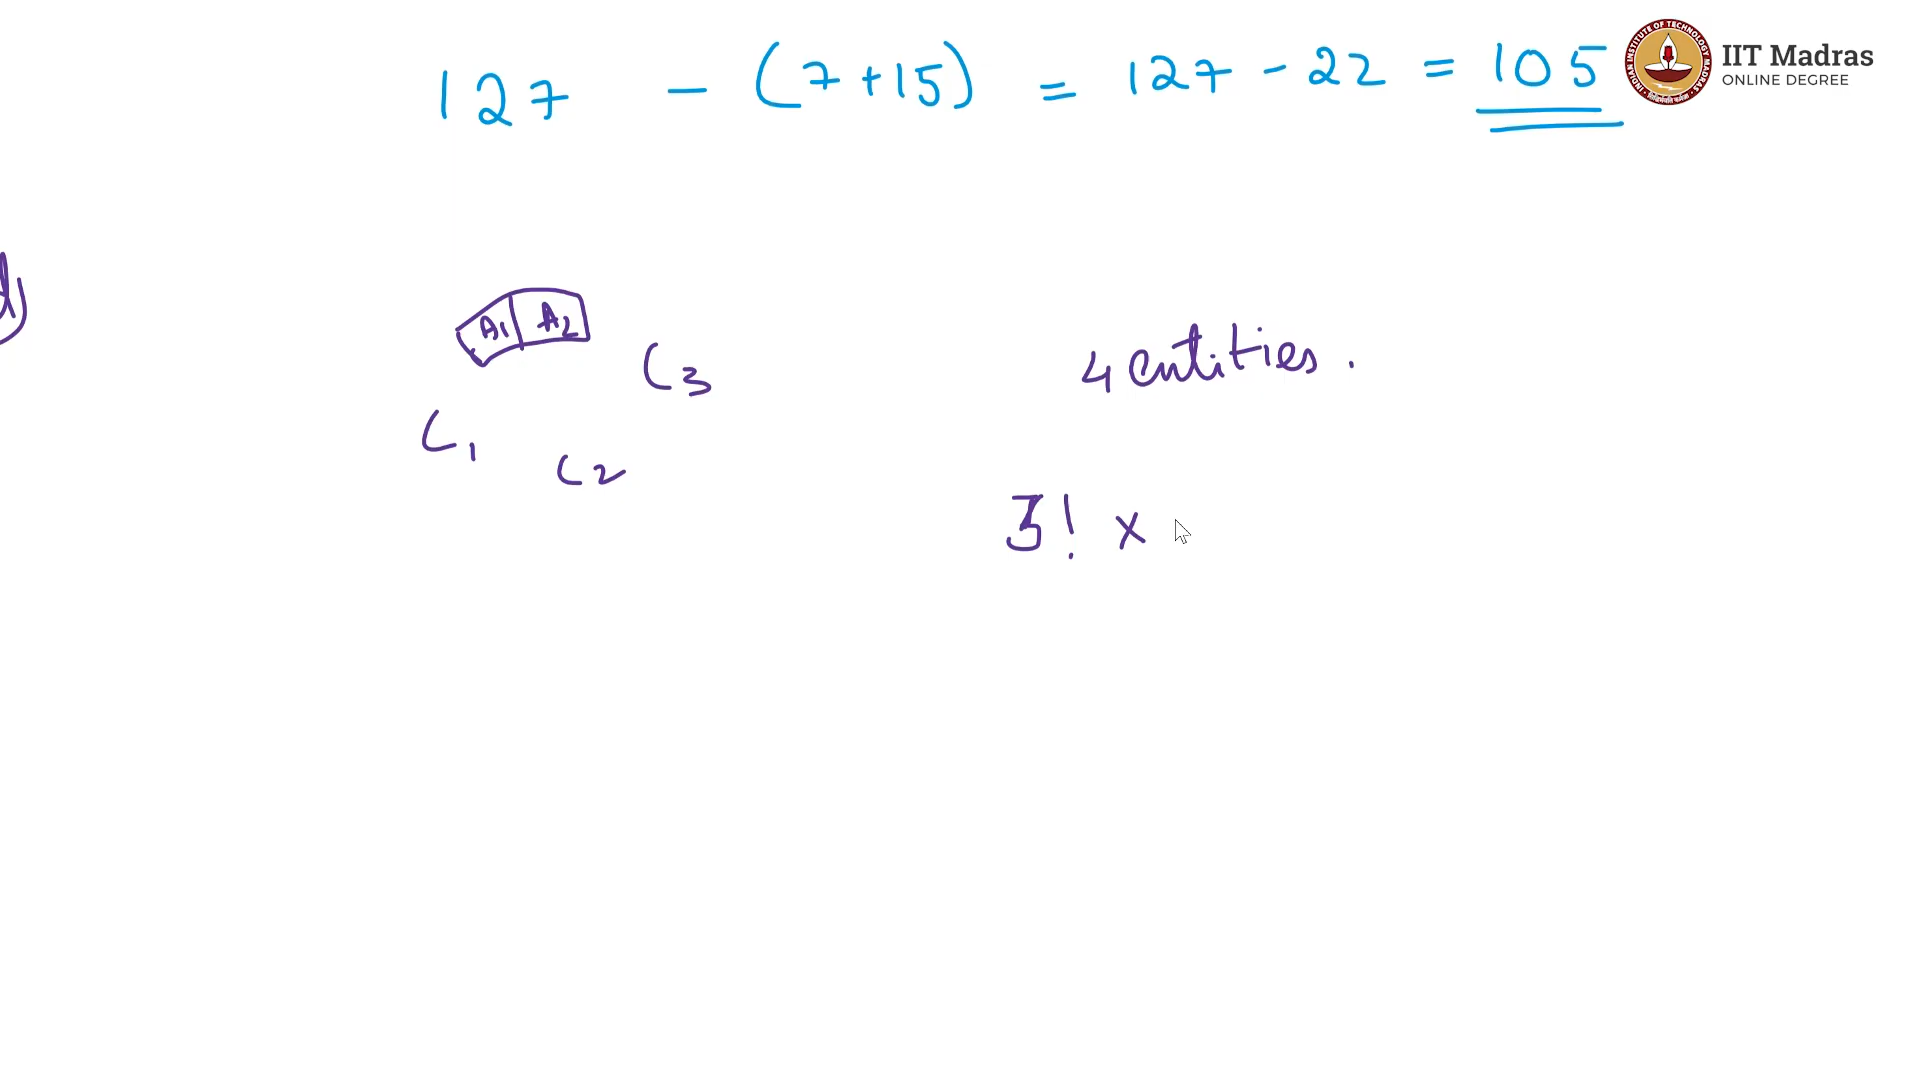 127 - (7+15) = 127 - 22 = 105
IIT Madras
ONLINE DEGREE
A1 A2
C3
4 entities.
C1
C2
3! x